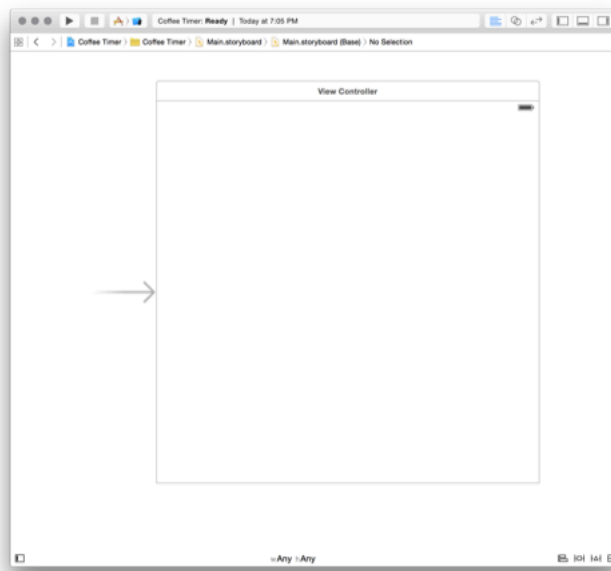 Coffee Timer: Ready | Today at 7:05 PM
Coffee Timer 〉 Coffee Timer 〉 Main.storyboard 〉 Main.storyboard (Base) 〉 No Selection
View Controller
wAny hAny